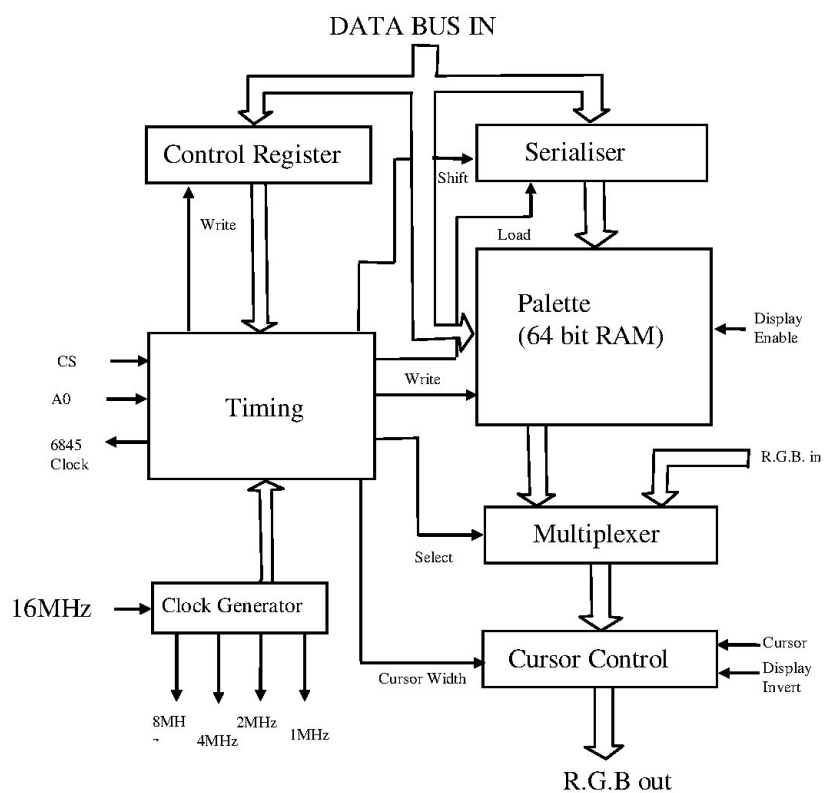 DATA BUS IN
Control Register
Serialiser
Shift
Write
Load
Palette
(64 bit RAM)
Display
Enable
CS
A0
6845
Clock
Timing
Write
R.G.B. in
Select
Multiplexer
16MHz
Clock Generator
Cursor Control
Cursor
Display
Invert
Cursor Width
8MH
z
4MHz
2MHz
1MHz
R.G.B out